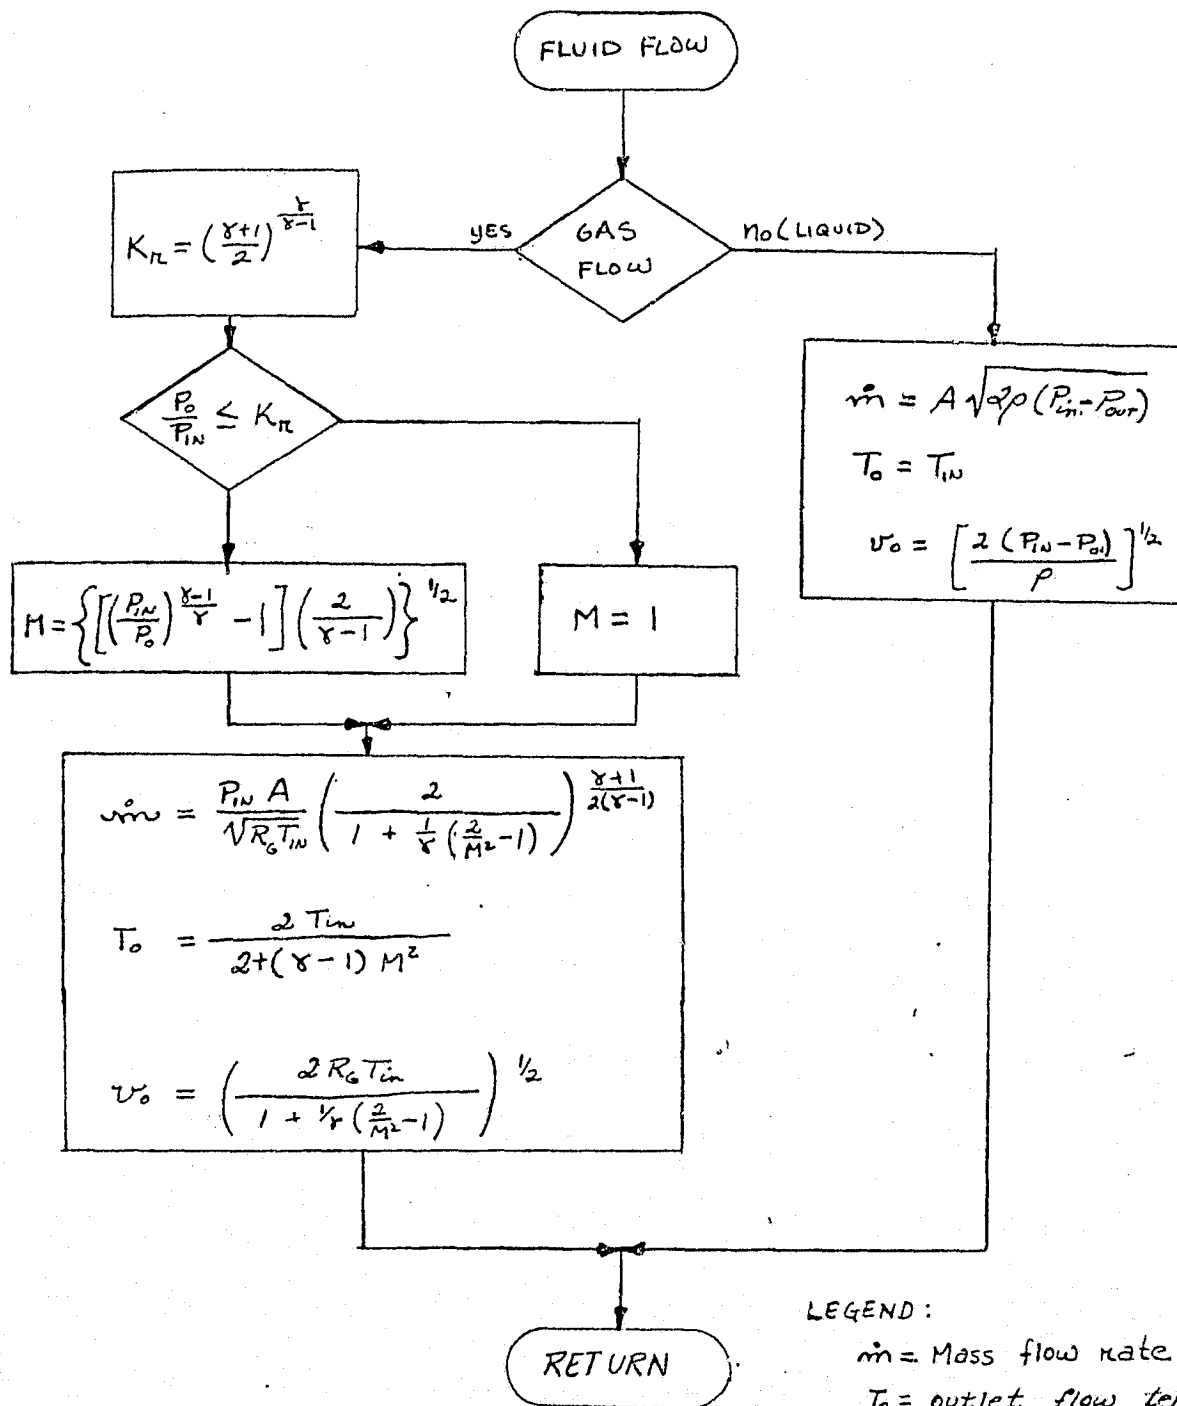 FLUID FLOW
GAS
FLOW
YES
no (LIQUID)
K_r = ((γ+1)/2)^(γ/(γ-1))
P_o/P_IN ≤ K_r
ṁ = A √(2ρ(P_in - P_OUT))
T_o = T_IN
v_o = [2(P_IN - P_o)/ρ]^(1/2)
M = {[(P_IN/P_o)^((γ-1)/γ) - 1](2/(γ-1))}^(1/2)
M = 1
ṁ = (P_IN A/√(R_G T_IN)) (2/(1 + 1/γ(2/M² - 1)))^((γ+1)/(2(γ-1)))
T_o = 2 Tin/(2+(γ-1) M²)
v_o = (2 R_G T_in/(1 + 1/γ(2/M² - 1)))^(1/2)
RETURN
LEGEND:
ṁ = Mass flow rate
T_o = outlet flow